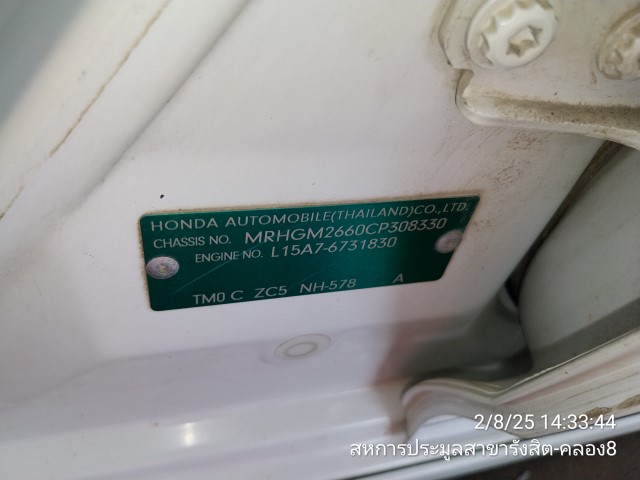 HONDA AUTOMOBILE(THAILAND)CO.,LTD.
CHASSIS NO. MRHGM2660CP308330
ENGINE NO. L15A7-6731830
TM0 C ZC5 NH-578 A
2/8/25 14:33:44
สหการประมูลสาขารังสิต-คลอง8